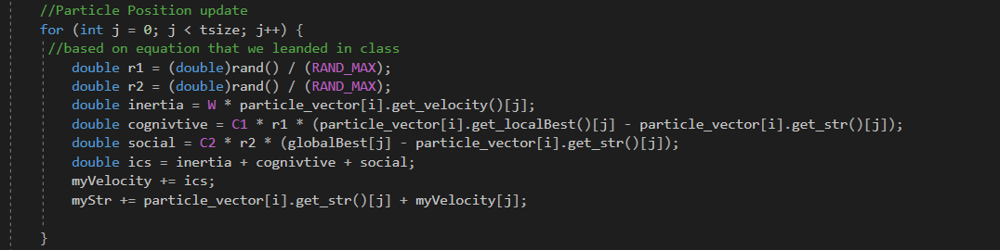 //Particle Position update
for (int j = 0; j < tsize; j++) {
//based on equation that we leanded in class
double r1 = (double)rand() / (RAND_MAX);
double r2 = (double)rand() / (RAND_MAX);
double inertia = W * particle_vector[i].get_velocity()[j];
double cognivtive = C1 * r1 * (particle_vector[i].get_localBest()[j] - particle_vector[i].get_str()[j]);
double social = C2 * r2 * (globalBest[j] - particle_vector[i].get_str()[j]);
double ics = inertia + cognivtive + social;
myVelocity += ics;
myStr += particle_vector[i].get_str()[j] + myVelocity[j];
}